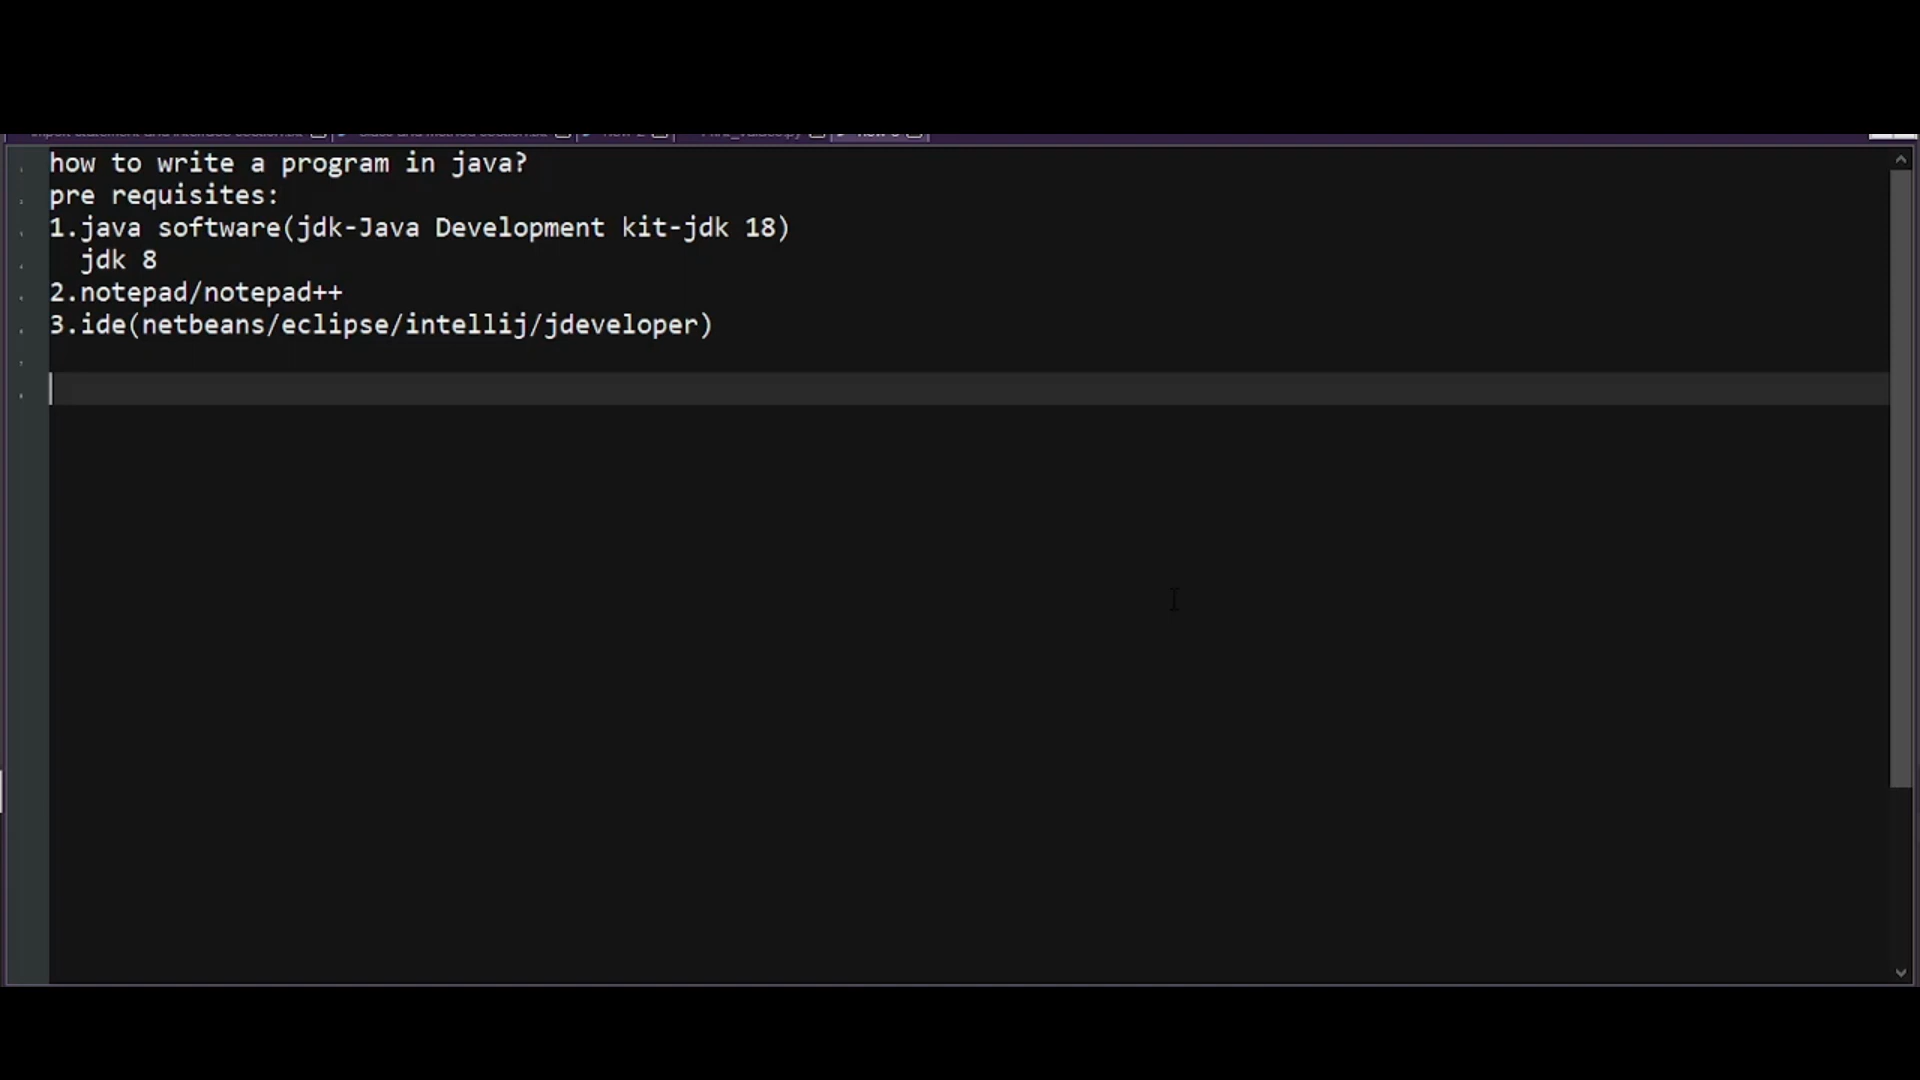 how to write a program in java?
pre requisites:
1.java software(jdk-Java Development kit-jdk 18)
jdk 8
2.notepad/notepad++
3.ide(netbeans/eclipse/intellij/jdeveloper)